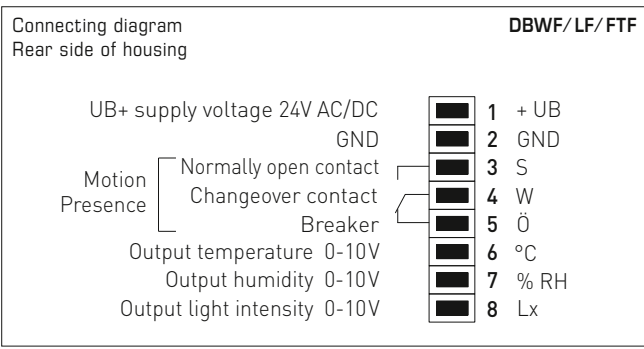 Connecting diagram DBWF/LF/FTF
Rear side of housing
UB+ supply voltage 24V AC/DC 1 + UB
GND 2 GND
Motion Presence
Normally open contact 3 S
Changeover contact 4 W
Breaker 5 Ö
Output temperature 0-10V 6 °C
Output humidity 0-10V 7 % RH
Output light intensity 0-10V 8 Lx